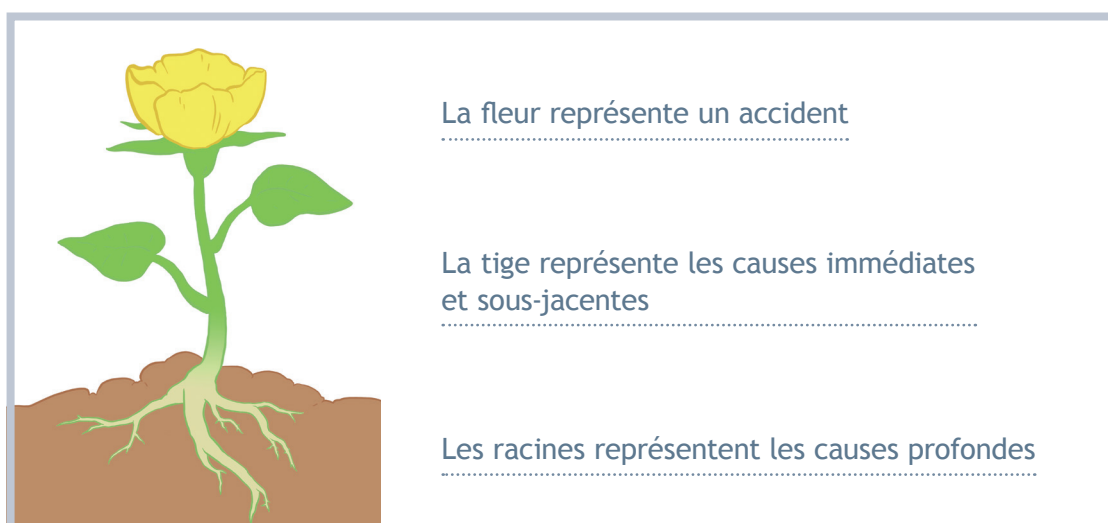 La fleur représente un accident
La tige représente les causes immédiates
et sous-jacentes
Les racines représentent les causes profondes